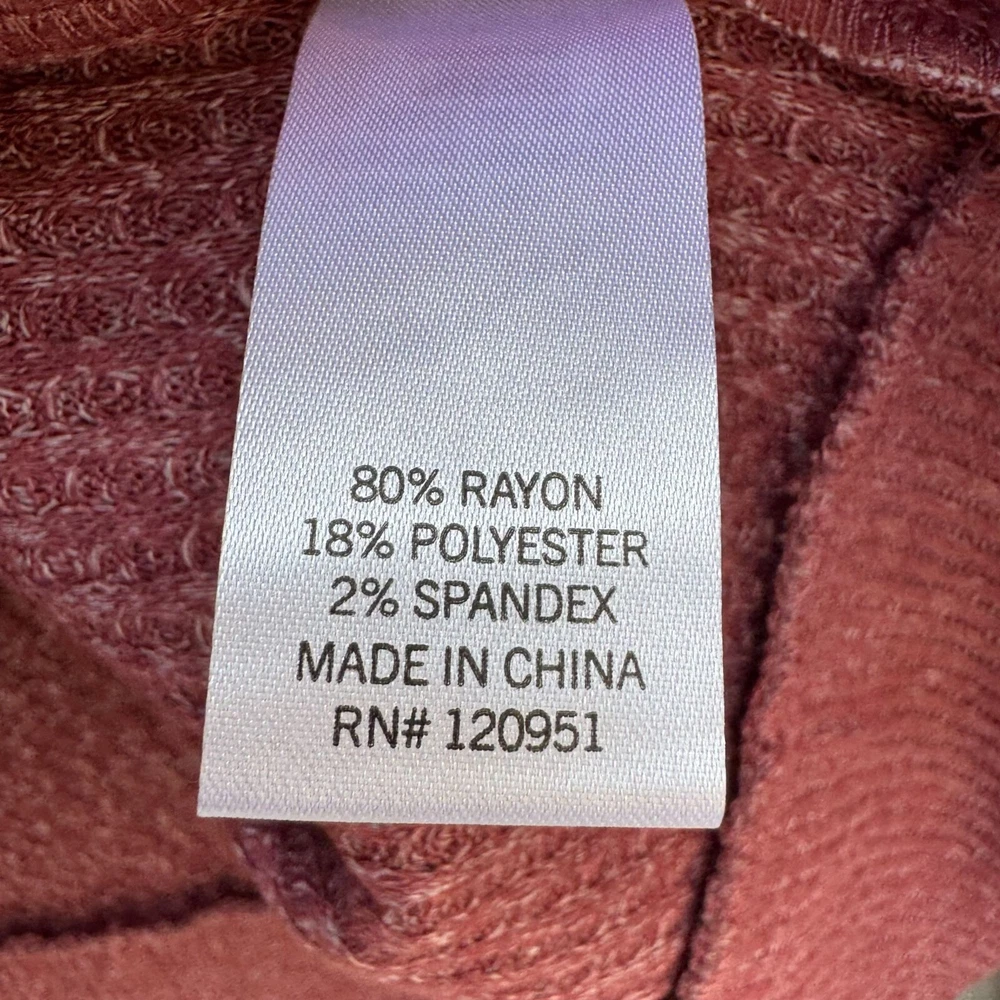 80% RAYON
18% POLYESTER
2% SPANDEX
MADE IN CHINA
RN# 120951